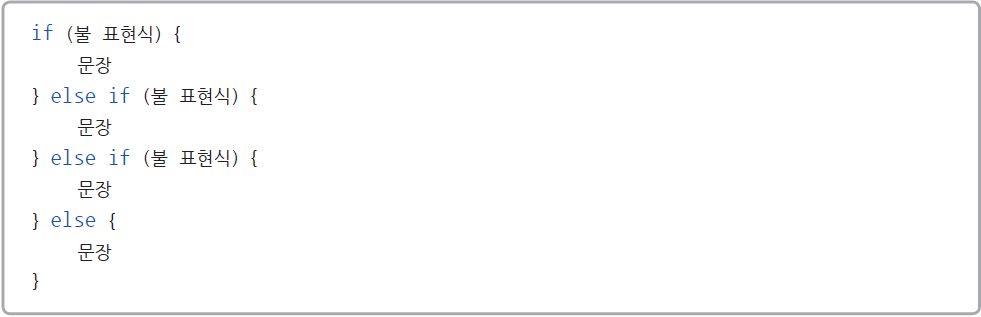 if (불 표현식) {
문장
} else if (불 표현식) {
문장
} else if (불 표현식) {
문장
} else {
문장
}